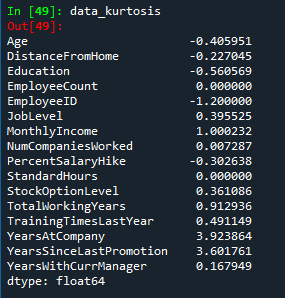 In [49]: data_kurtosis
Out[49]:
Age -0.405951
DistanceFromHome -0.227045
Education -0.560569
EmployeeCount 0.000000
EmployeeID -1.200000
JobLevel 0.395525
MonthlyIncome 1.000232
NumCompaniesWorked 0.007287
PercentSalaryHike -0.302638
StandardHours 0.000000
StockOptionLevel 0.361086
TotalWorkingYears 0.912936
TrainingTimesLastYear 0.491149
YearsAtCompany 3.923864
YearsSinceLastPromotion 3.601761
YearsWithCurrManager 0.167949
dtype: float64